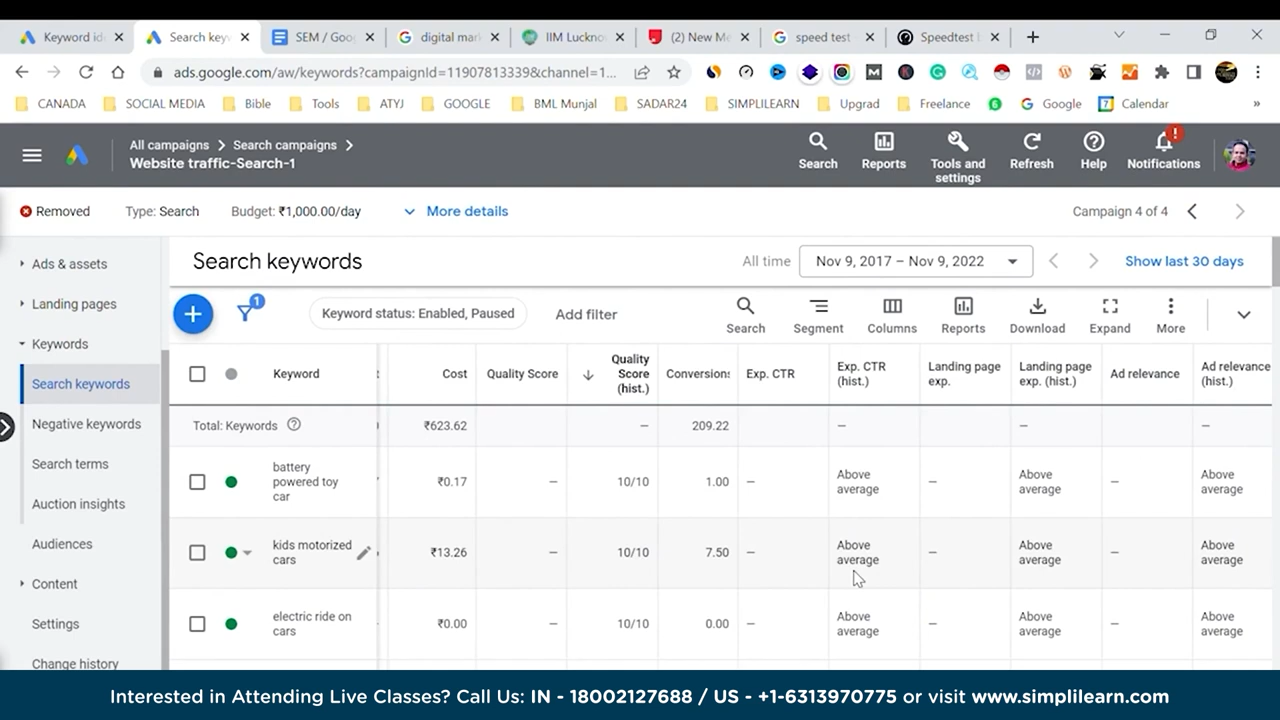 Keyword id
Search key
SEM / Goo
digital mar
IIM Luckno
(2) New M
speed test
Speedtest
ads.google.com/aw/keywords?campaignId=11907813339&channel=1...
CANADA
SOCIAL MEDIA
Bible
Tools
ATYJ
GOOGLE
BML Munjal
SADAR24
SIMPLILEARN
Upgrad
Freelance
Google
Calendar
»
All campaigns > Search campaigns >
Website traffic-Search-1
Search
Reports
Tools and
settings
Refresh
Help
Notifications
Removed
Type: Search
Budget: ₹1,000.00/day
More details
Campaign 4 of 4
Ads & assets
Landing pages
Keywords
Search keywords
Negative keywords
Search terms
Auction insights
Audiences
Content
Settings
Change history
Search keywords
All time
Nov 9, 2017 – Nov 9, 2022
Show last 30 days
1
Keyword status: Enabled, Paused
Add filter
Search
Segment
Columns
Reports
Download
Expand
More
Keyword
Cost
Quality Score
Quality
Score
(hist.)
Conversions
Exp. CTR
Exp. CTR
(hist.)
Landing page
exp.
Landing page
exp. (hist.)
Ad relevance
Ad relevance
(hist.)
Total: Keywords
₹623.62
–
209.22
–
–
–
battery
powered toy
car
₹0.17
–
10/10
1.00
–
Above
average
–
Above
average
–
Above
average
kids motorized
cars
₹13.26
–
10/10
7.50
–
Above
average
–
Above
average
–
Above
average
electric ride on
cars
₹0.00
–
10/10
0.00
–
Above
average
–
Above
average
–
Above
average
Interested in Attending Live Classes? Call Us: IN - 18002127688 / US - +1-6313970775 or visit www.simplilearn.com